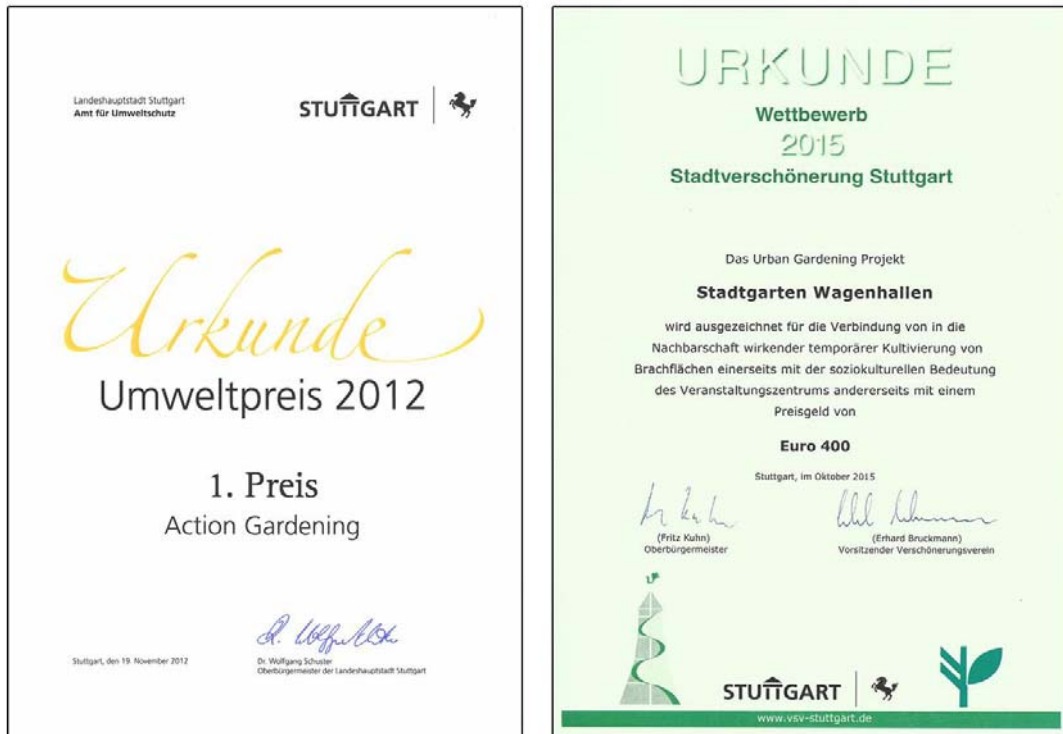 Landeshauptstadt Stuttgart
Amt für Umweltschutz
STUTTGART
Urkunde
Umweltpreis 2012
1. Preis
Action Gardening
Stuttgart, den 19. November 2012
Dr. Wolfgang Schuster
Oberbürgermeister der Landeshauptstadt Stuttgart
URKUNDE
Wettbewerb
2015
Stadtverschönerung Stuttgart
Das Urban Gardening Projekt
Stadtgarten Wagenhallen
wird ausgezeichnet für die Verbindung von in die
Nachbarschaft wirkender temporärer Kultivierung von
Brachflächen einerseits mit der soziokulturellen Bedeutung
des Veranstaltungszentrums andererseits mit einem
Preisgeld von
Euro 400
Stuttgart, im Oktober 2015
(Fritz Kuhn)
Oberbürgermeister
(Erhard Bruckmann)
Vorsitzender Verschönerungsverein
STUTTGART
www.vsv-stuttgart.de